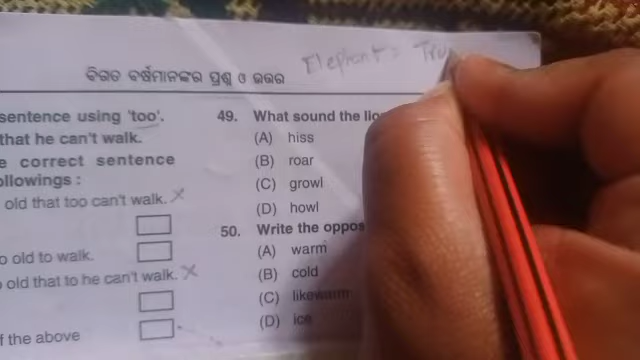 Elephant = Tru
ବିଗତ ବର୍ଷମାନଙ୍କର ପ୍ରଶ୍ନ ଓ ଉତ୍ତର
sentence using 'too'.
that he can't walk.
e correct sentence
ollowings :
old that too can't walk. ×
o old to walk.
old that to he can't walk. ×
f the above
49. What sound the lio
(A) hiss
(B) roar
(C) growl
(D) howl
50. Write the oppos
(A) warm
(B) cold
(C) likewarm
(D) ice